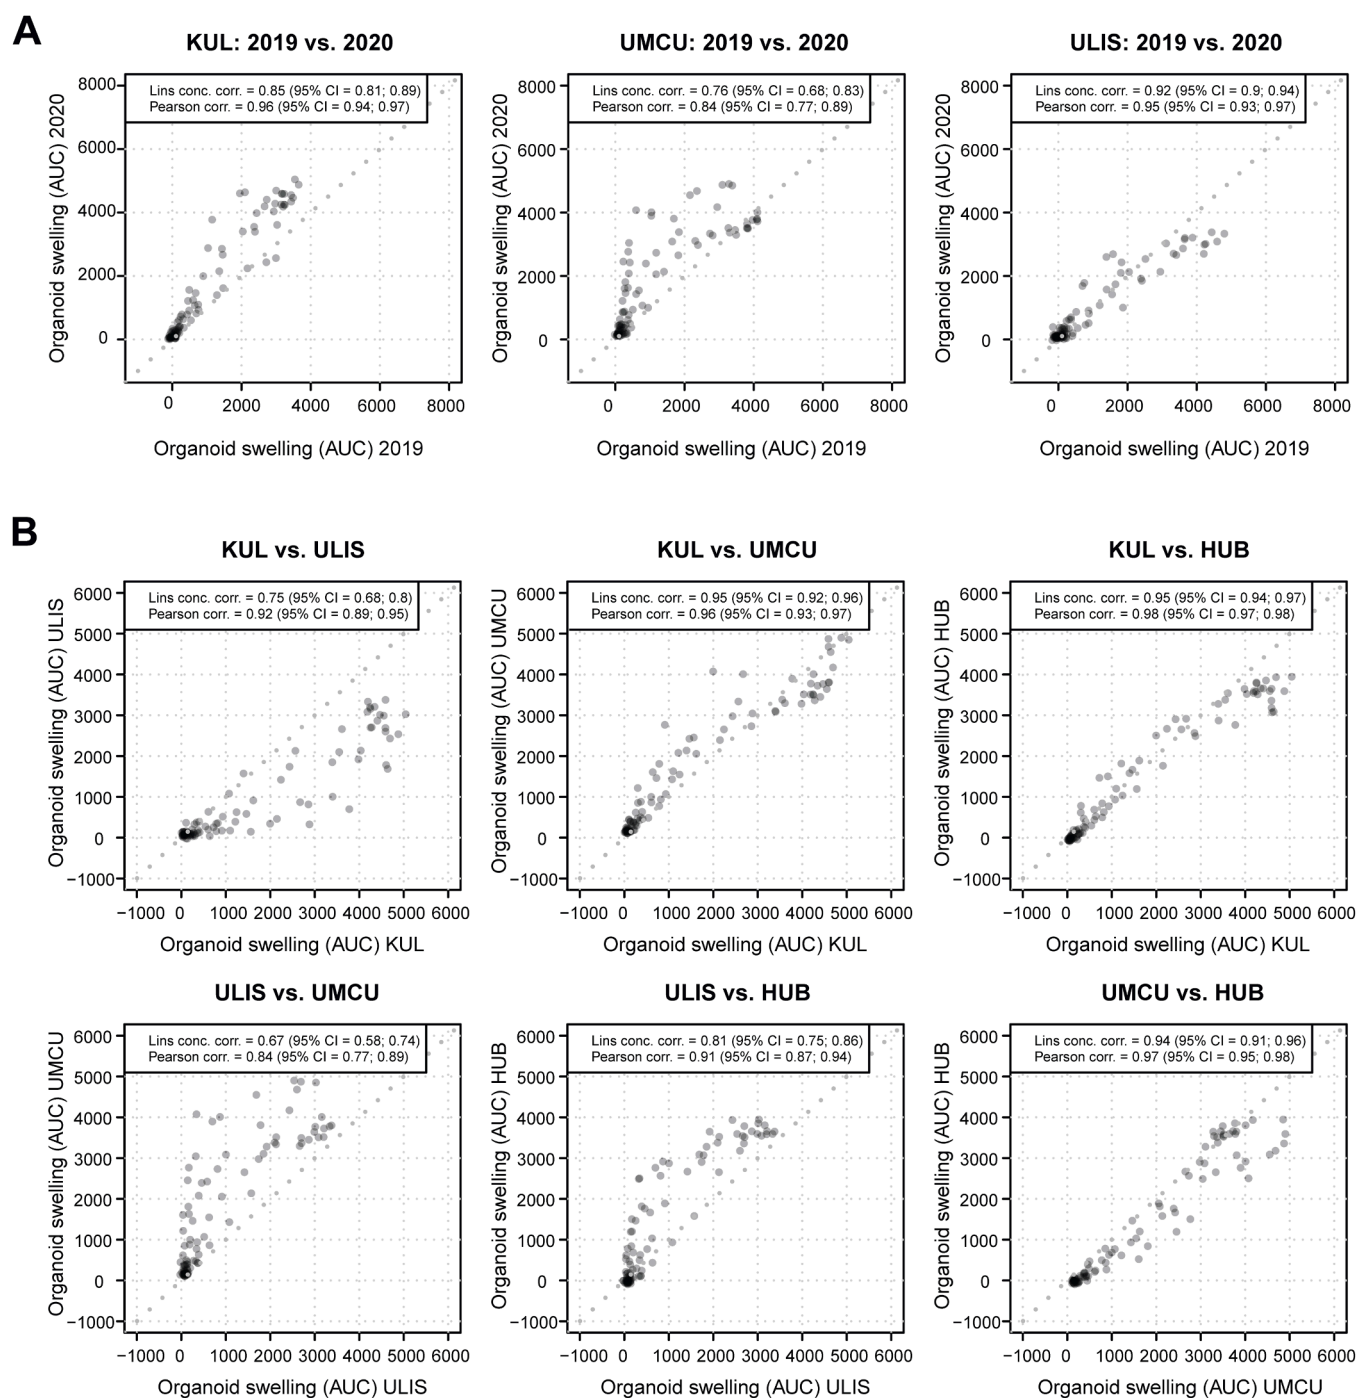 A
KUL: 2019 vs. 2020
Lins conc. corr. = 0.85 (95% CI = 0.81; 0.89)
Pearson corr. = 0.96 (95% CI = 0.94; 0.97)
Organoid swelling (AUC) 2020
8000
6000
4000
2000
0
0 2000 4000 6000 8000
Organoid swelling (AUC) 2019
UMCU: 2019 vs. 2020
Lins conc. corr. = 0.76 (95% CI = 0.68; 0.83)
Pearson corr. = 0.84 (95% CI = 0.77; 0.89)
Organoid swelling (AUC) 2020
8000
6000
4000
2000
0
0 2000 4000 6000 8000
Organoid swelling (AUC) 2019
ULIS: 2019 vs. 2020
Lins conc. corr. = 0.92 (95% CI = 0.9; 0.94)
Pearson corr. = 0.95 (95% CI = 0.93; 0.97)
Organoid swelling (AUC) 2020
8000
6000
4000
2000
0
0 2000 4000 6000 8000
Organoid swelling (AUC) 2019
B
KUL vs. ULIS
Lins conc. corr. = 0.75 (95% CI = 0.68; 0.8)
Pearson corr. = 0.92 (95% CI = 0.89; 0.95)
Organoid swelling (AUC) ULIS
6000
5000
4000
3000
2000
1000
0
−1000
−1000 0 1000 2000 3000 4000 5000 6000
Organoid swelling (AUC) KUL
KUL vs. UMCU
Lins conc. corr. = 0.95 (95% CI = 0.92; 0.96)
Pearson corr. = 0.96 (95% CI = 0.93; 0.97)
Organoid swelling (AUC) UMCU
6000
5000
4000
3000
2000
1000
0
−1000
−1000 0 1000 2000 3000 4000 5000 6000
Organoid swelling (AUC) KUL
KUL vs. HUB
Lins conc. corr. = 0.95 (95% CI = 0.94; 0.97)
Pearson corr. = 0.98 (95% CI = 0.97; 0.98)
Organoid swelling (AUC) HUB
6000
5000
4000
3000
2000
1000
0
−1000
−1000 0 1000 2000 3000 4000 5000 6000
Organoid swelling (AUC) KUL
ULIS vs. UMCU
Lins conc. corr. = 0.67 (95% CI = 0.58; 0.74)
Pearson corr. = 0.84 (95% CI = 0.77; 0.89)
Organoid swelling (AUC) UMCU
6000
5000
4000
3000
2000
1000
0
−1000
−1000 0 1000 2000 3000 4000 5000 6000
Organoid swelling (AUC) ULIS
ULIS vs. HUB
Lins conc. corr. = 0.81 (95% CI = 0.75; 0.86)
Pearson corr. = 0.91 (95% CI = 0.87; 0.94)
Organoid swelling (AUC) HUB
6000
5000
4000
3000
2000
1000
0
−1000
−1000 0 1000 2000 3000 4000 5000 6000
Organoid swelling (AUC) ULIS
UMCU vs. HUB
Lins conc. corr. = 0.94 (95% CI = 0.91; 0.96)
Pearson corr. = 0.97 (95% CI = 0.95; 0.98)
Organoid swelling (AUC) HUB
6000
5000
4000
3000
2000
1000
0
−1000
−1000 0 1000 2000 3000 4000 5000 6000
Organoid swelling (AUC) UMCU